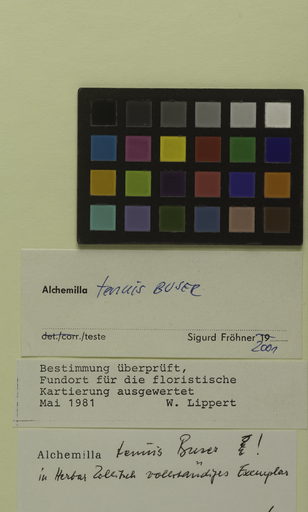 Alchemilla tenuis BUSER
det./corr./teste Sigurd Fröhner 19
2001
Bestimmung überprüft,
Fundort für die floristische
Kartierung ausgewertet
Mai 1981 W. Lippert
Alchemilla tenuis Buser !
in Herbar vollständiges Exemplar